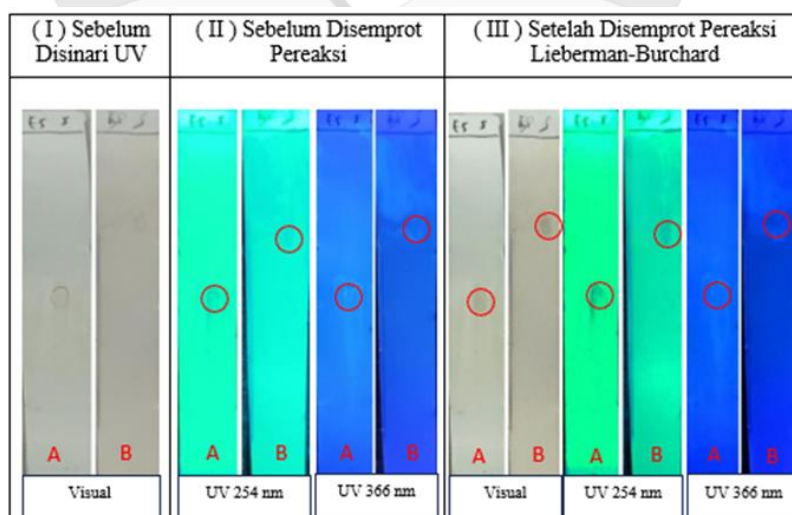 ( I ) Sebelum
Disinari UV
( II ) Sebelum Disemprot
Pereaksi
( III ) Setelah Disemprot Pereaksi
Lieberman-Burchard
A
B
A
B
A
B
A
B
A
B
A
B
Visual
UV 254 nm
UV 366 nm
Visual
UV 254 nm
UV 366 nm